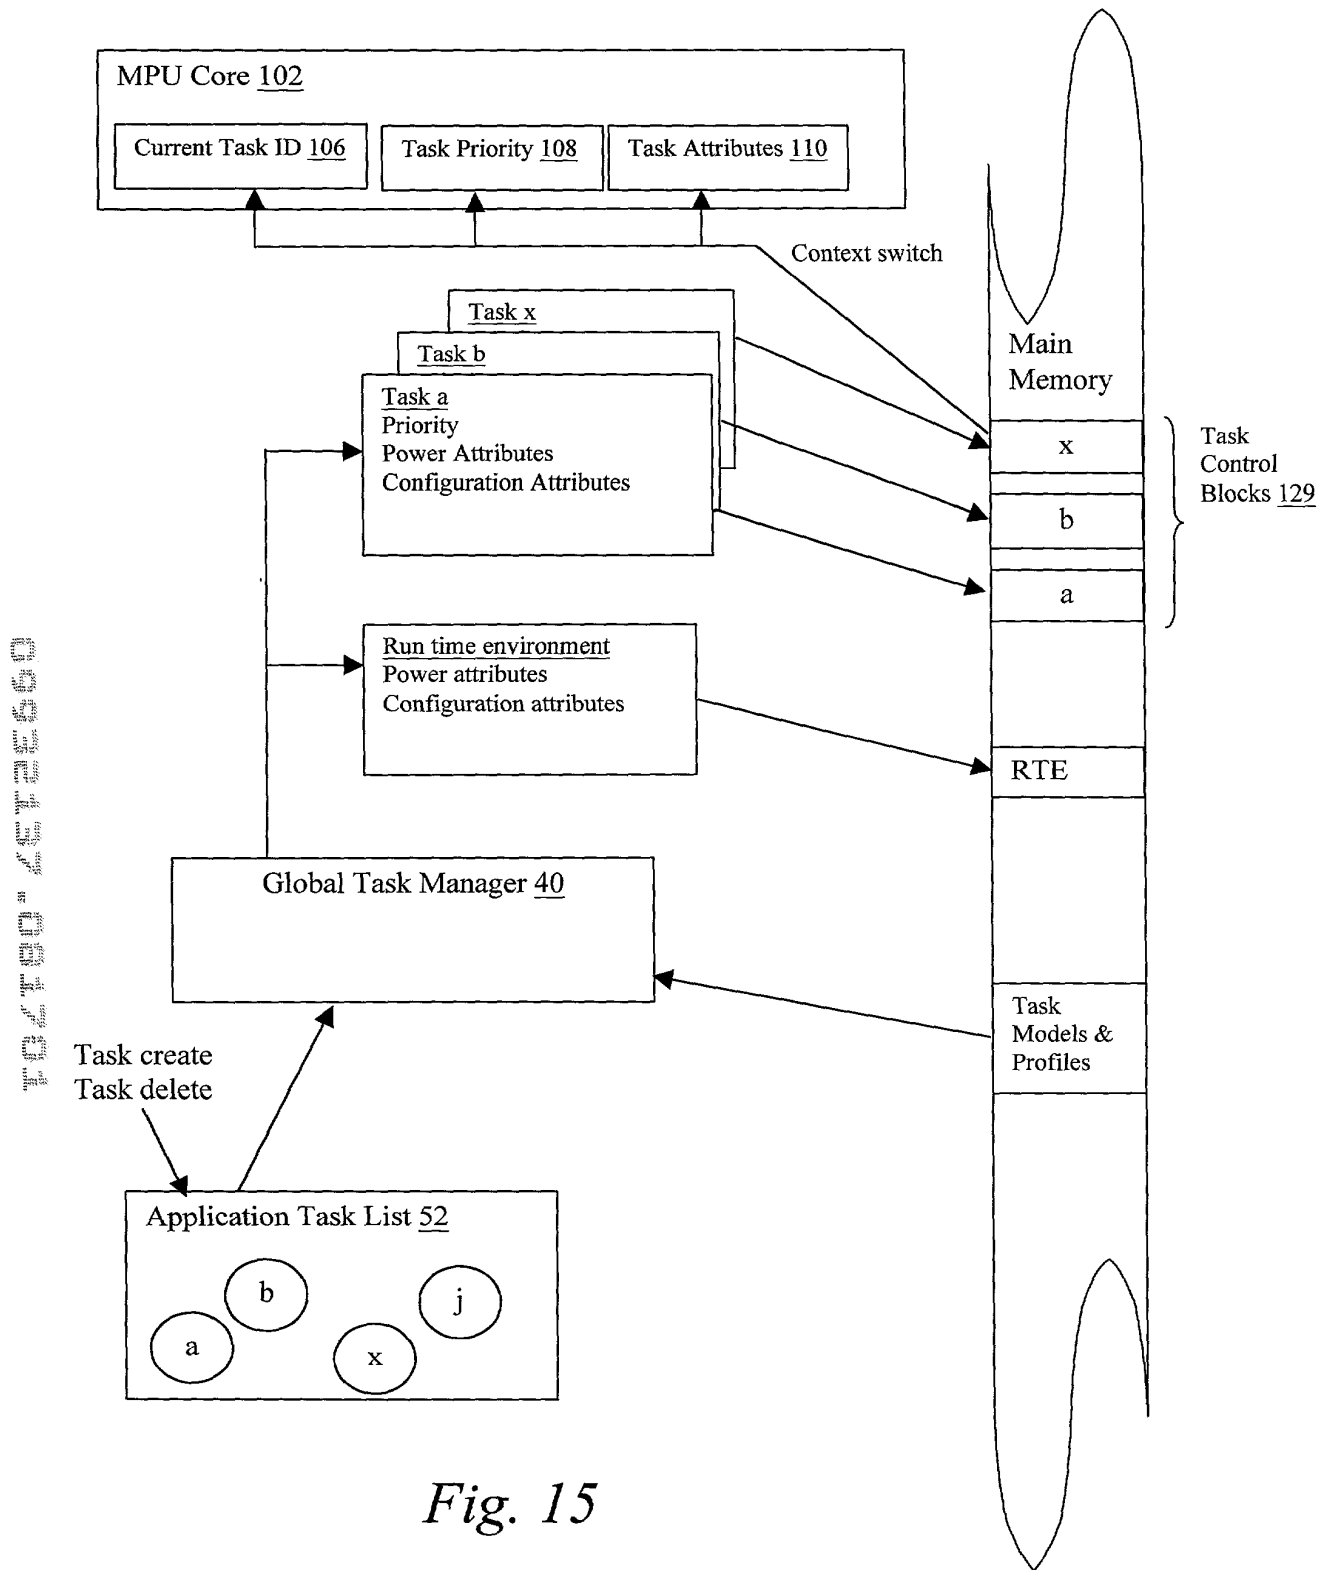 MPU Core 102
Current Task ID 106
Task Priority 108
Task Attributes 110
Context switch
Task x
Task b
Task a
Priority
Power Attributes
Configuration Attributes
Main
Memory
x
b
a
Task
Control
Blocks 129
Run time environment
Power attributes
Configuration attributes
RTE
Global Task Manager 40
Task
Models &
Profiles
Task create
Task delete
Application Task List 52
a
b
x
j
09932137.081701
Fig. 15